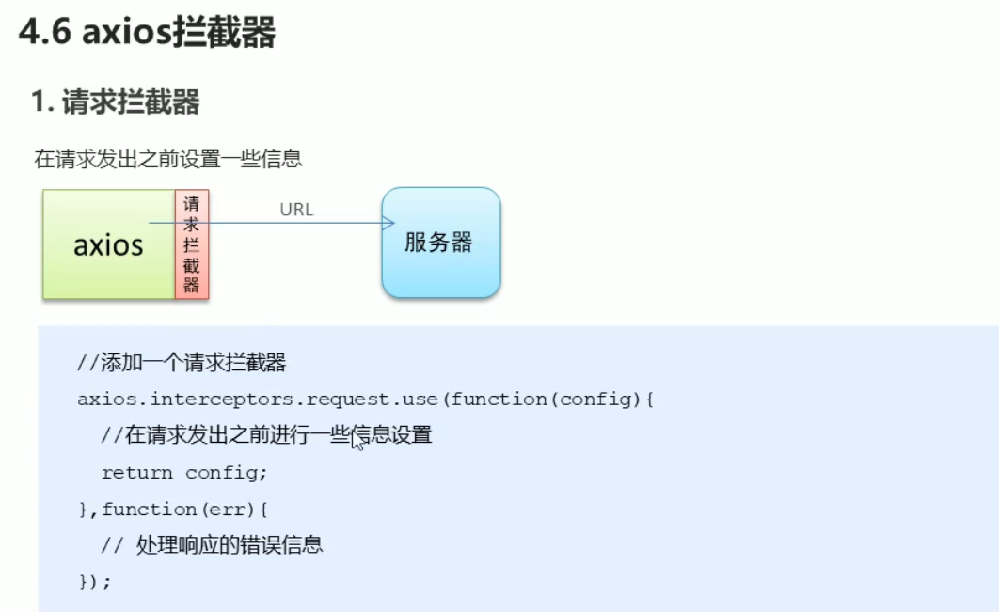 4.6 axios拦截器
1. 请求拦截器
在请求发出之前设置一些信息
axios
请求拦截器
URL
服务器
//添加一个请求拦截器
axios.interceptors.request.use(function(config){
//在请求发出之前进行一些信息设置
return config;
},function(err){
// 处理响应的错误信息
});